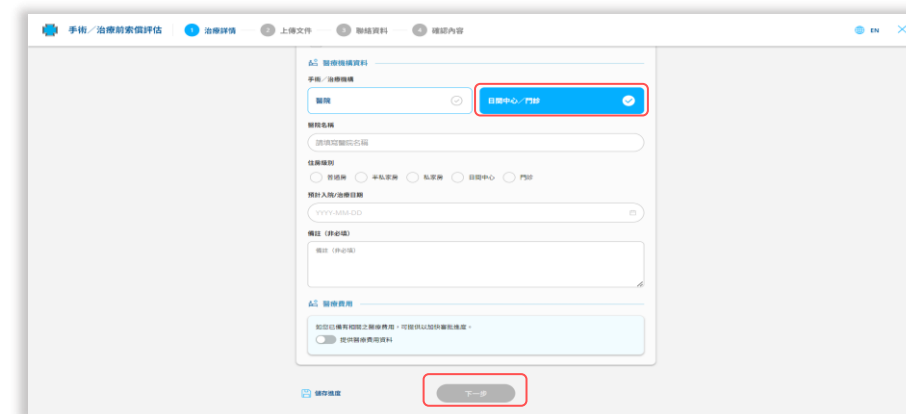 手術／治療前索償評估 1 治療詳情 2 上傳文件 3 聯絡資料 4 確認內容 EN
醫療機構資料
手術／治療機構
醫院 日間中心／門診
醫院名稱
請填寫醫院名稱
住房級別
普通房 半私家房 私家房 日間中心 門診
預計入院/治療日期
YYYY-MM-DD
備註（非必填）
備註（非必填）
醫療費用
如您已備有相關之醫療費用，可提供以加快審批進度。
提供醫療費用資料
儲存進度 下一步